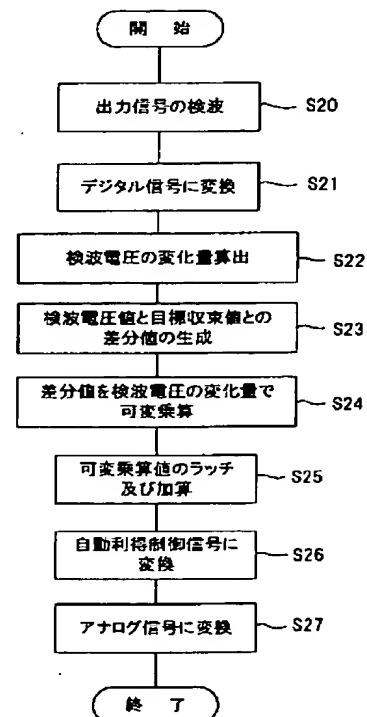 開 始
出力信号の検波
S20
デジタル信号に変換
S21
検波電圧の変化量算出
S22
検波電圧値と目標収束値との
差分値の生成
S23
差分値を検波電圧の変化量で
可変乗算
S24
可変乗算値のラッチ
及び加算
S25
自動利得制御信号に
変換
S26
アナログ信号に変換
S27
終 了